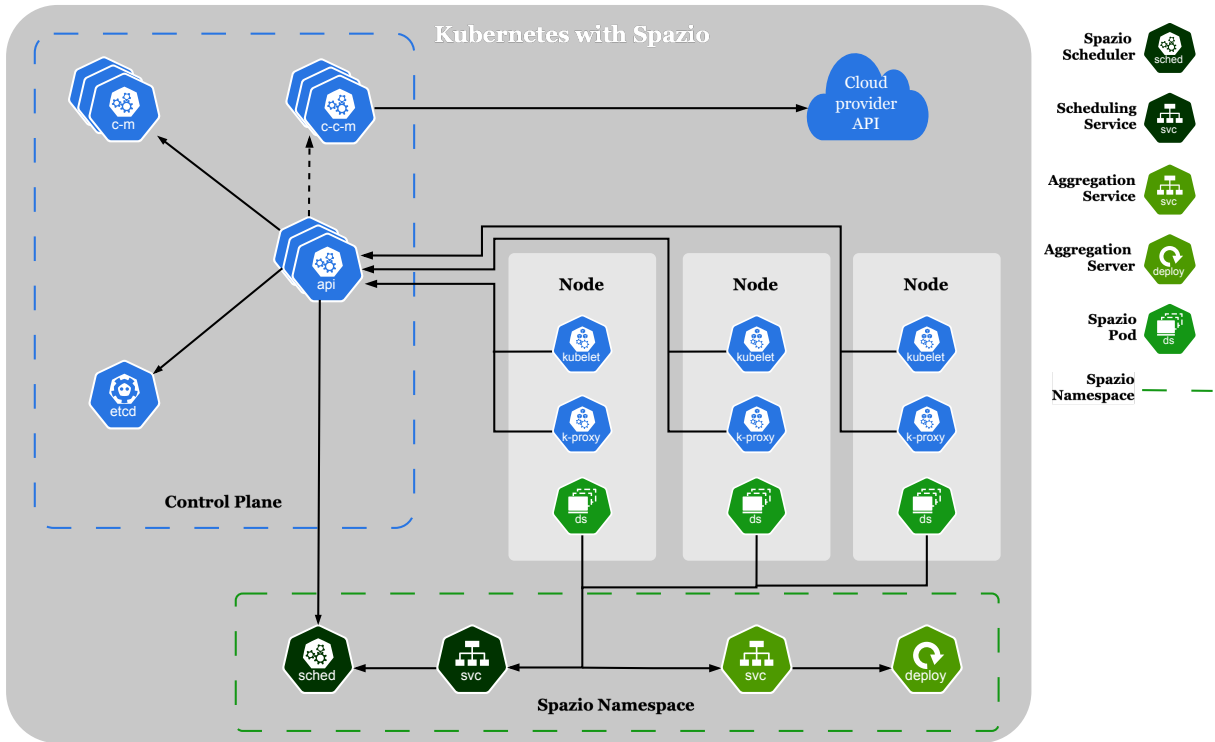 Kubernetes with Spazio
c-m
c-c-m
Cloud
provider
API
api
etcd
Control Plane
Node
Node
Node
kubelet
kubelet
kubelet
k-proxy
k-proxy
k-proxy
ds
ds
ds
sched
svc
svc
deploy
Spazio Namespace
Spazio
Scheduler
sched
Scheduling
Service
svc
Aggregation
Service
svc
Aggregation
Server
deploy
Spazio
Pod
ds
Spazio
Namespace